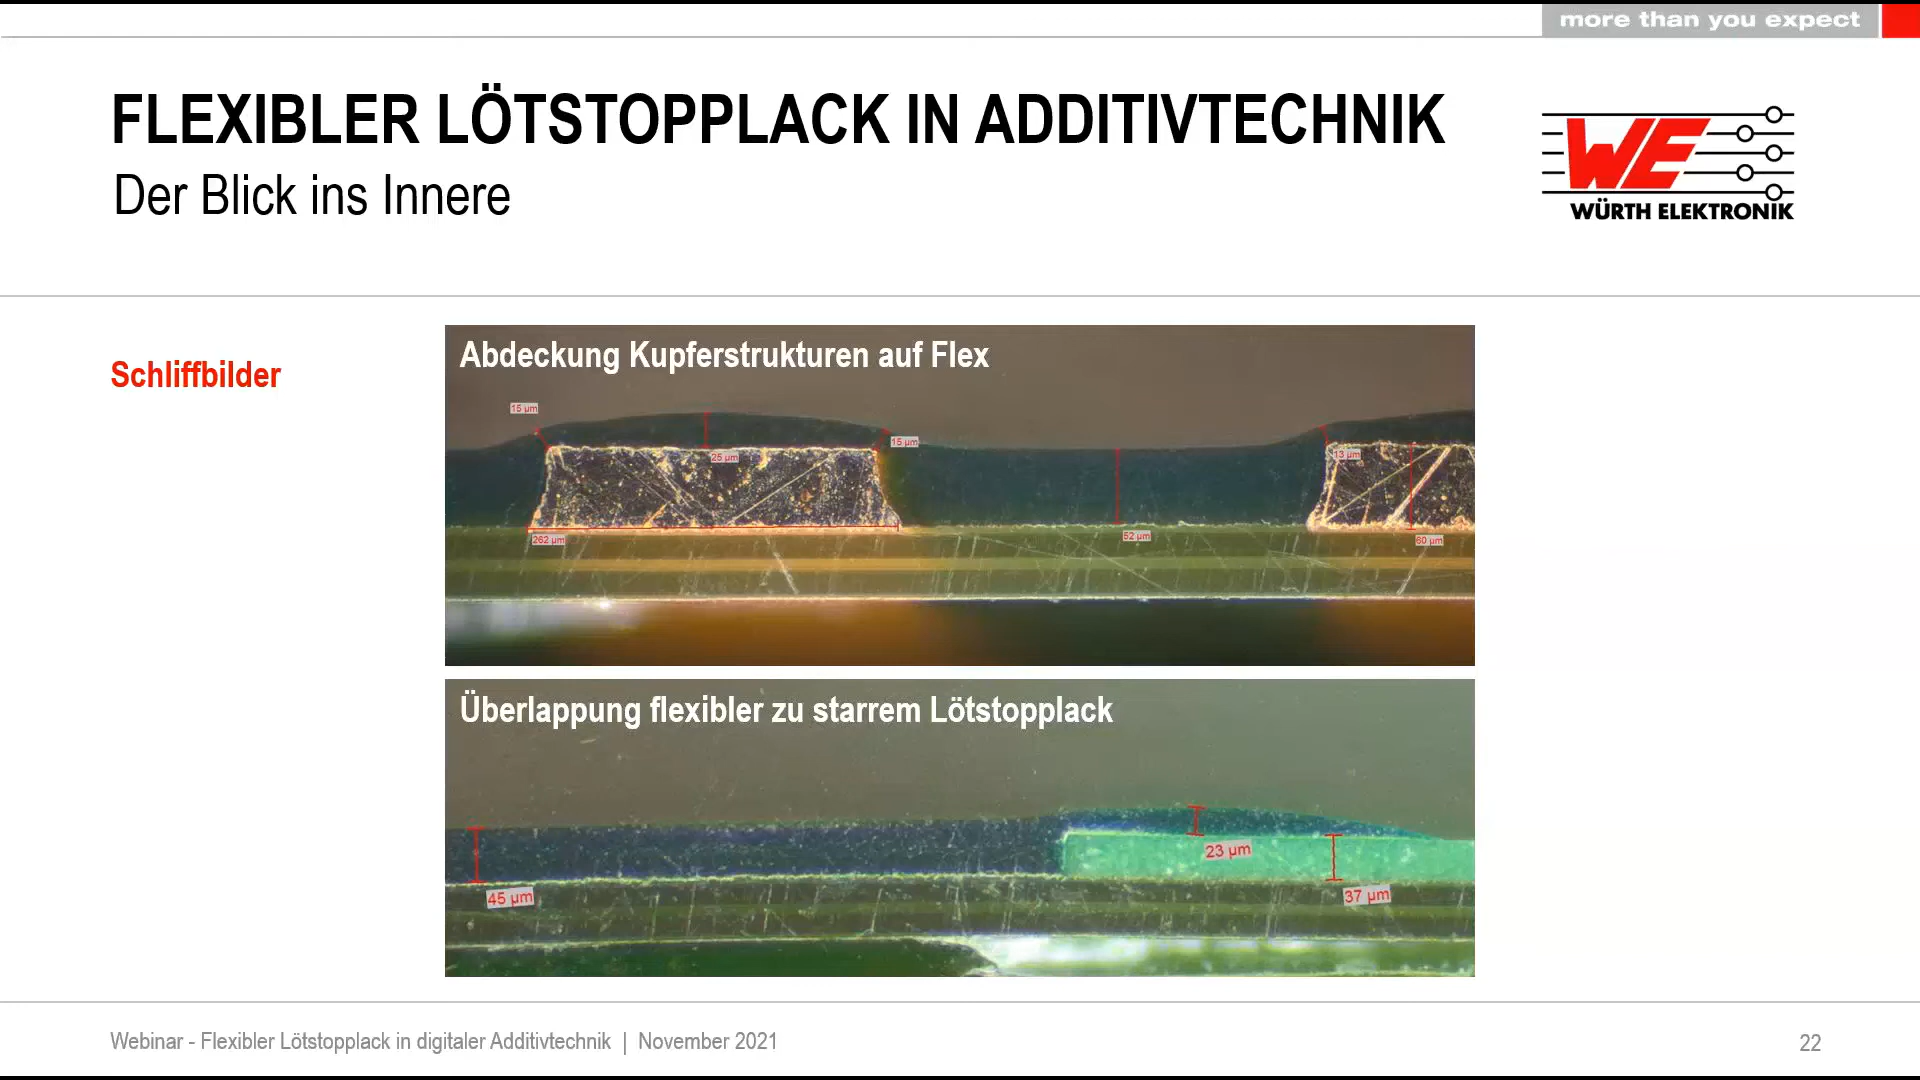 more than you expect
FLEXIBLER LÖTSTOPPLACK IN ADDITIVTECHNIK
Der Blick ins Innere
WE
WÜRTH ELEKTRONIK
Schliffbilder
Abdeckung Kupferstrukturen auf Flex
15 µm
15 µm
25 µm
13 µm
262 µm
52 µm
60 µm
Überlappung flexibler zu starrem Lötstopplack
23 µm
45 µm
37 µm
Webinar - Flexibler Lötstopplack in digitaler Additivtechnik | November 2021
22